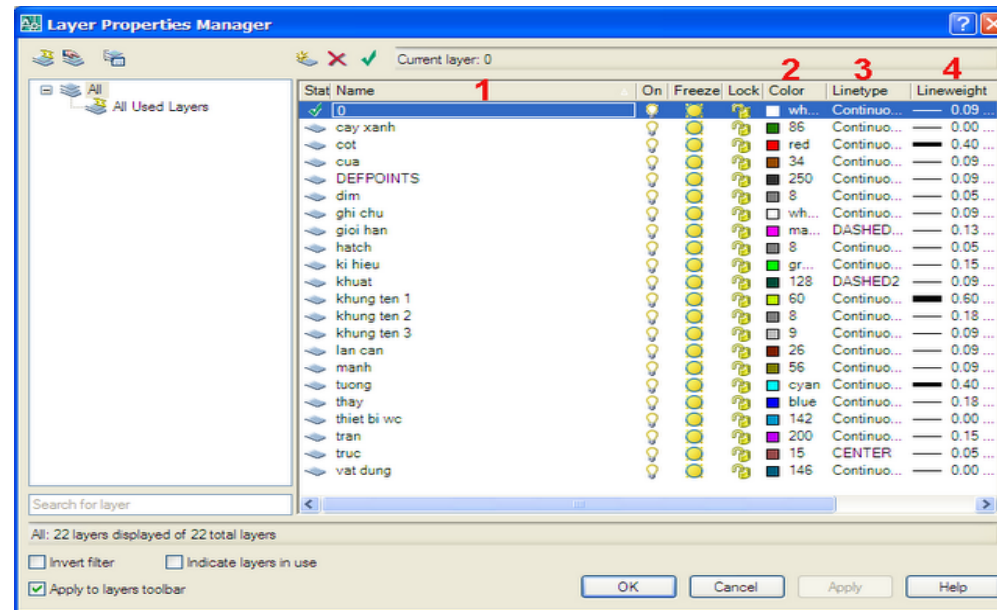 Layer Properties Manager
Current layer: 0
2 3 4
All
All Used Layers
Stat Name 1 On Freeze Lock Color Linetype Lineweight
0 wh... Continuo... 0.09 ...
cay xanh 86 Continuo... 0.00 ...
cot red Continuo... 0.40 ...
cua 34 Continuo... 0.09 ...
DEFPOINTS 250 Continuo... 0.09 ...
dim 8 Continuo... 0.05 ...
ghi chu wh... Continuo... 0.09 ...
gioi han ma... DASHED... 0.13 ...
hatch 8 Continuo... 0.05 ...
ki hieu gr... Continuo... 0.15 ...
khuat 128 DASHED2 0.09 ...
khung ten 1 60 Continuo... 0.60 ...
khung ten 2 8 Continuo... 0.18 ...
khung ten 3 9 Continuo... 0.09 ...
lan can 26 Continuo... 0.09 ...
manh 56 Continuo... 0.09 ...
tuong cyan Continuo... 0.40 ...
thay blue Continuo... 0.18 ...
thiet bi wc 142 Continuo... 0.00 ...
tran 200 Continuo... 0.15 ...
truc 15 CENTER 0.05 ...
vat dung 146 Continuo... 0.00 ...
Search for layer
All: 22 layers displayed of 22 total layers
Invert filter Indicate layers in use
Apply to layers toolbar OK Cancel Apply Help